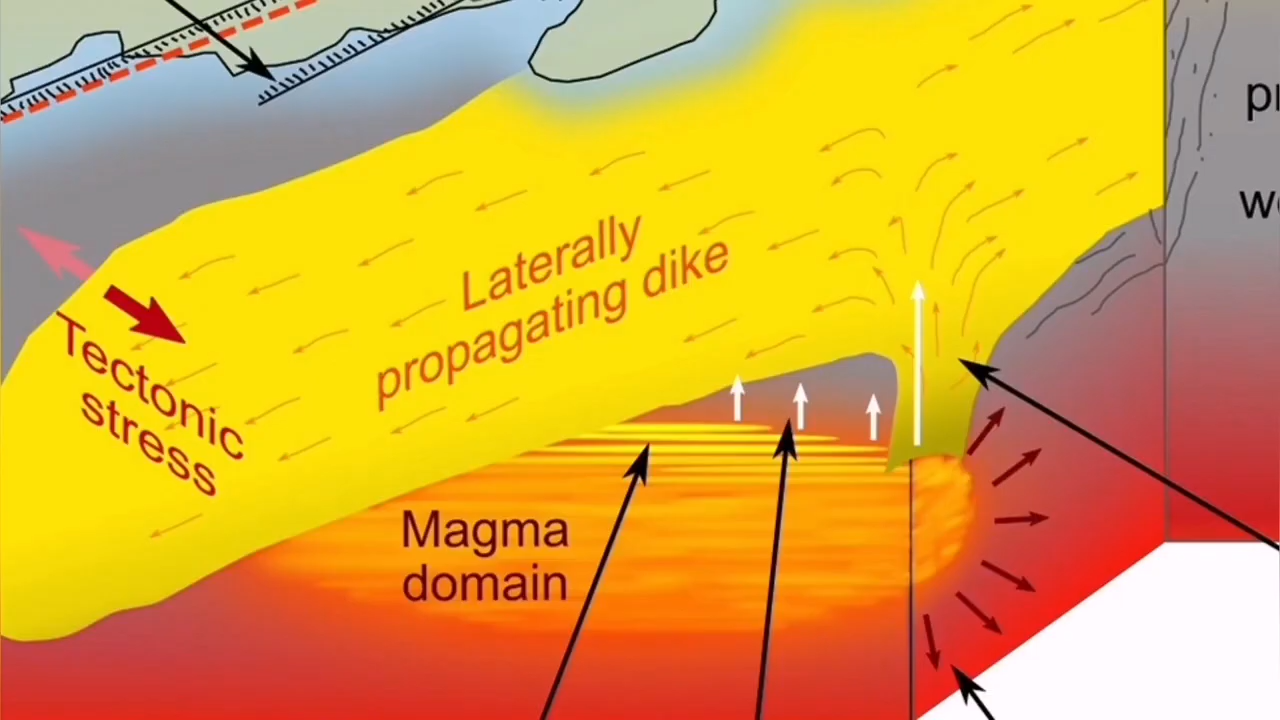 Laterally
propagating dike
Tectonic
stress
Magma
domain